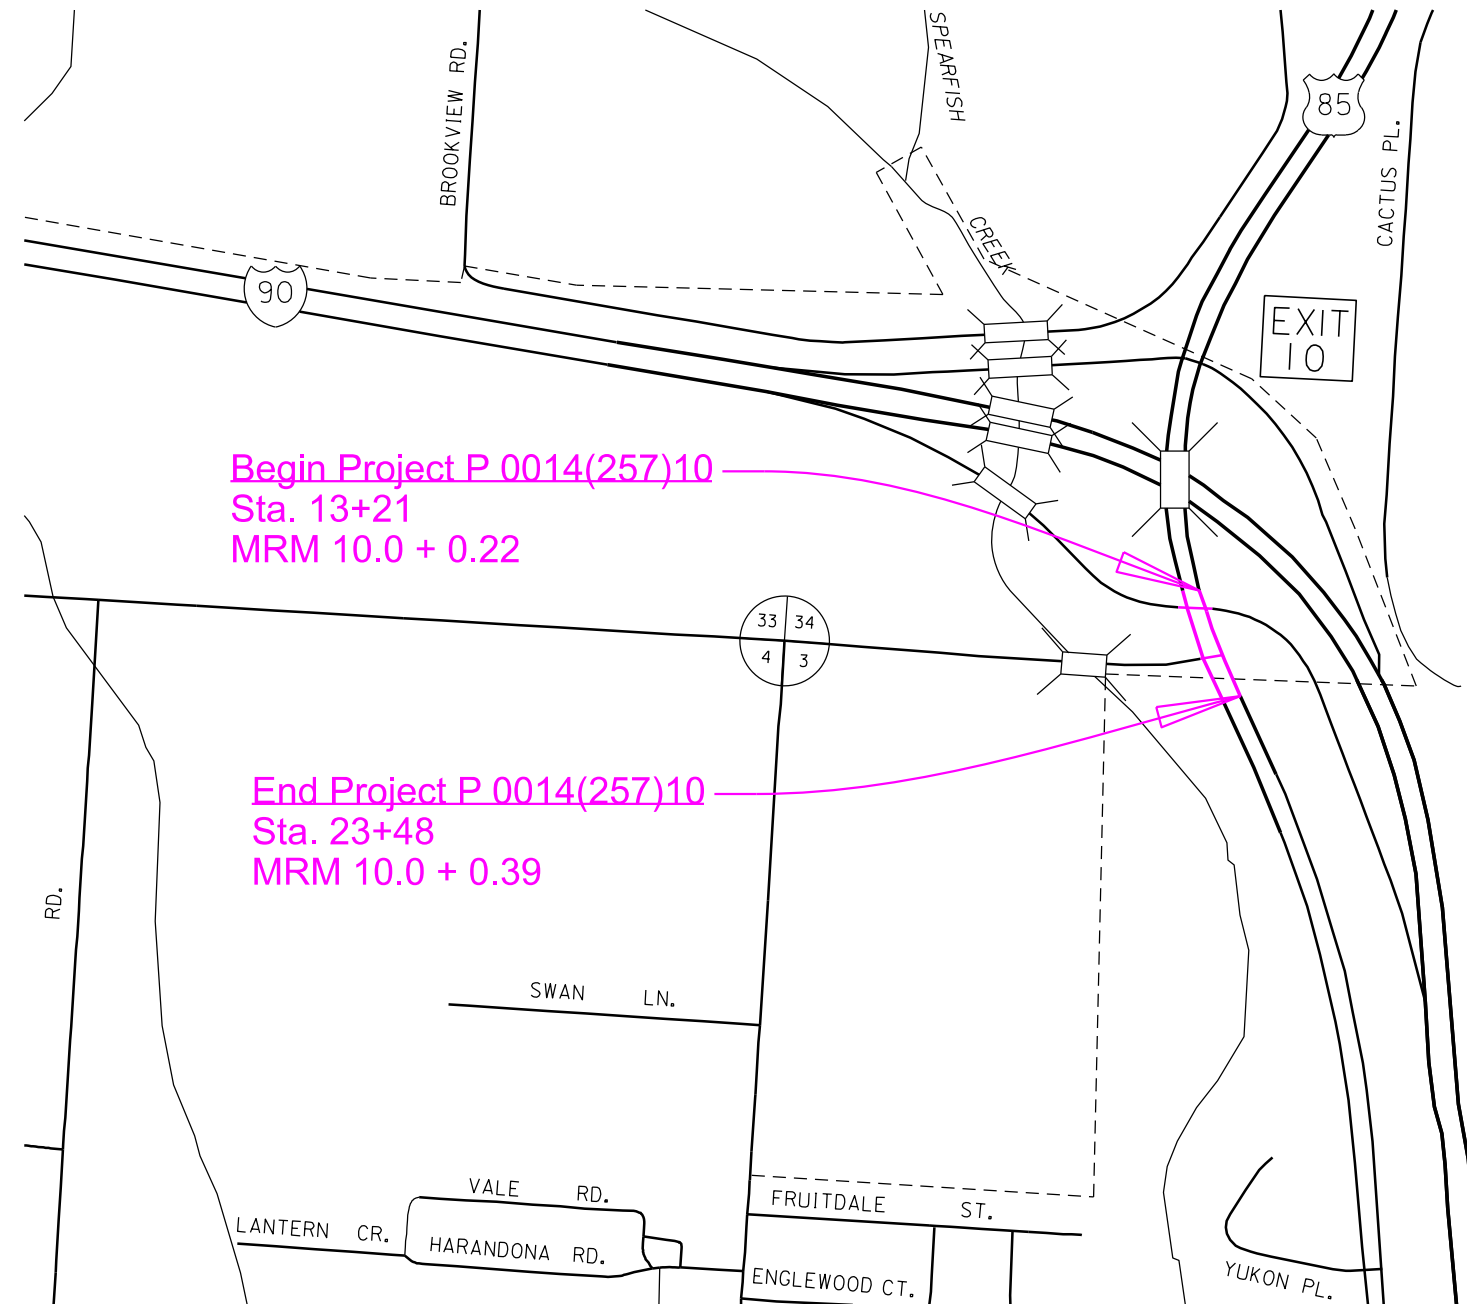 SPEARFISH
CREEK
BROOKVIEW RD.
85
CACTUS PL.
90
EXIT
10
Begin Project P 0014(257)10
Sta. 13+21
MRM 10.0 + 0.22
33 34
4 3
End Project P 0014(257)10
Sta. 23+48
MRM 10.0 + 0.39
RD.
SWAN LN.
VALE RD.
LANTERN CR.
HARANDONA RD.
FRUITDALE ST.
ENGLEWOOD CT.
YUKON PL.